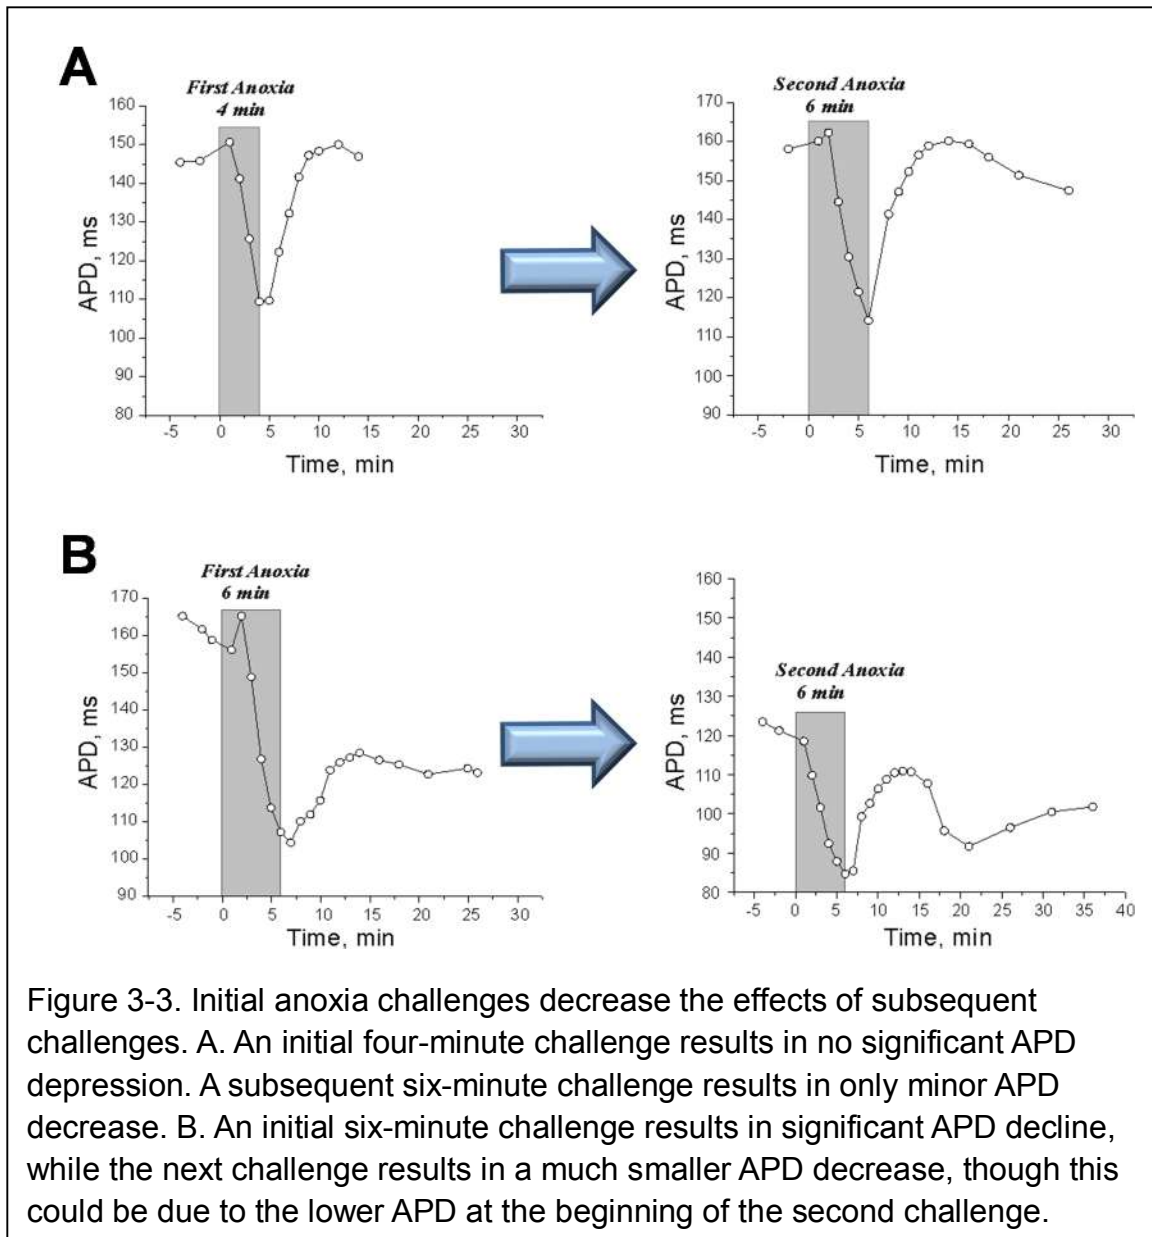 A
First Anoxia
4 min
160
150
140
130
120
110
100
90
80
APD, ms
-5 0 5 10 15 20 25 30
Time, min
Second Anoxia
6 min
170
160
150
140
130
120
110
100
90
APD, ms
-5 0 5 10 15 20 25 30
Time, min
B
First Anoxia
6 min
170
160
150
140
130
120
110
100
90
APD, ms
-5 0 5 10 15 20 25 30
Time, min
Second Anoxia
6 min
160
150
140
130
120
110
100
90
80
APD, ms
-5 0 5 10 15 20 25 30 35 40
Time, min
Figure 3-3. Initial anoxia challenges decrease the effects of subsequent
challenges. A. An initial four-minute challenge results in no significant APD
depression. A subsequent six-minute challenge results in only minor APD
decrease. B. An initial six-minute challenge results in significant APD decline,
while the next challenge results in a much smaller APD decrease, though this
could be due to the lower APD at the beginning of the second challenge.